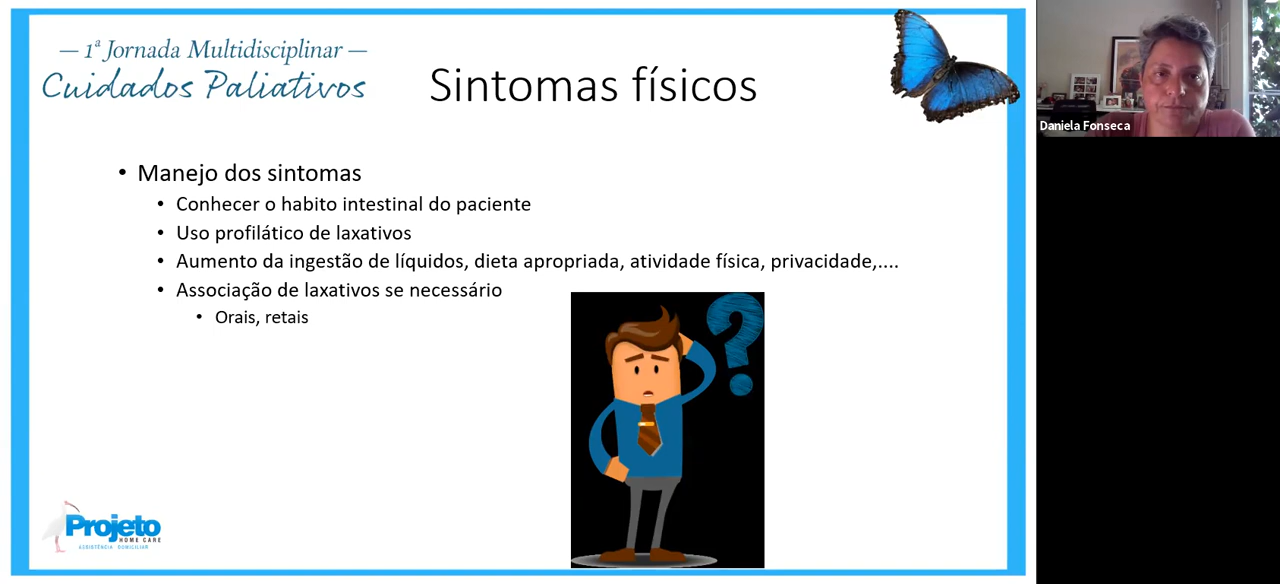 — 1ª Jornada Multidisciplinar —
Cuidados Paliativos
Sintomas físicos
• Manejo dos sintomas
• Conhecer o habito intestinal do paciente
• Uso profilático de laxativos
• Aumento da ingestão de líquidos, dieta apropriada, atividade física, privacidade,....
• Associação de laxativos se necessário
• Orais, retais
?
Projeto
HOME CARE
ASSISTÊNCIA DOMICILIAR
Daniela Fonseca